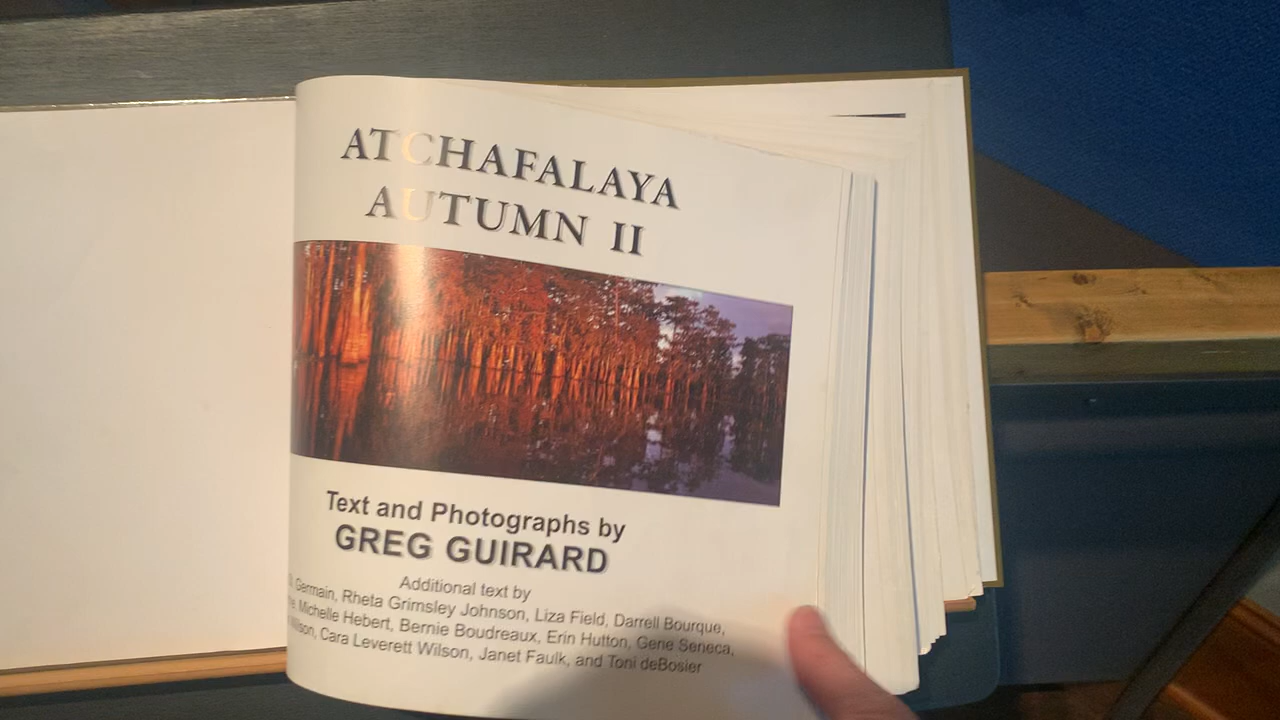 ATCHAFALAYA
AUTUMN II
Text and Photographs by
GREG GUIRARD
Additional text by
Germain, Rheta Grimsley Johnson, Liza Field, Darrell Bourque,
Michelle Hebert, Bernie Boudreaux, Erin Hutton, Gene Seneca,
Cara Leverett Wilson, Janet Faulk, and Toni deBosier